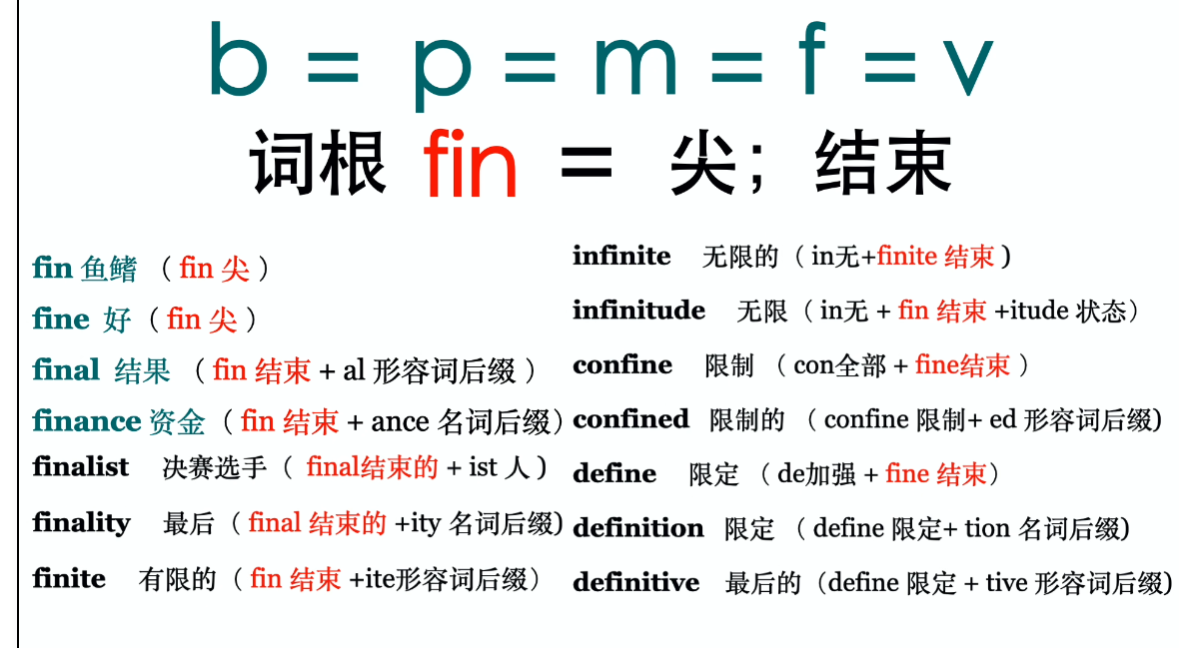 b = p = m = f = v
词根 fin = 尖；结束
fin 鱼鳍 （ fin 尖 ）
fine 好（ fin 尖 ）
final 结果 （ fin 结束 + al 形容词后缀 ）
finance 资金（ fin 结束 + ance 名词后缀）
finalist 决赛选手（ final结束的 + ist 人 ）
finality 最后（ final 结束的 +ity 名词后缀)
finite 有限的（ fin 结束 +ite形容词后缀）
infinite 无限的（ in无+finite 结束 )
infinitude 无限（ in无 + fin 结束 +itude 状态）
confine 限制 （ con全部 + fine结束 ）
confined 限制的 （ confine 限制+ ed 形容词后缀)
define 限定 （ de加强 + fine 结束）
definition 限定 （ define 限定+ tion 名词后缀)
definitive 最后的（define 限定 + tive 形容词后缀)